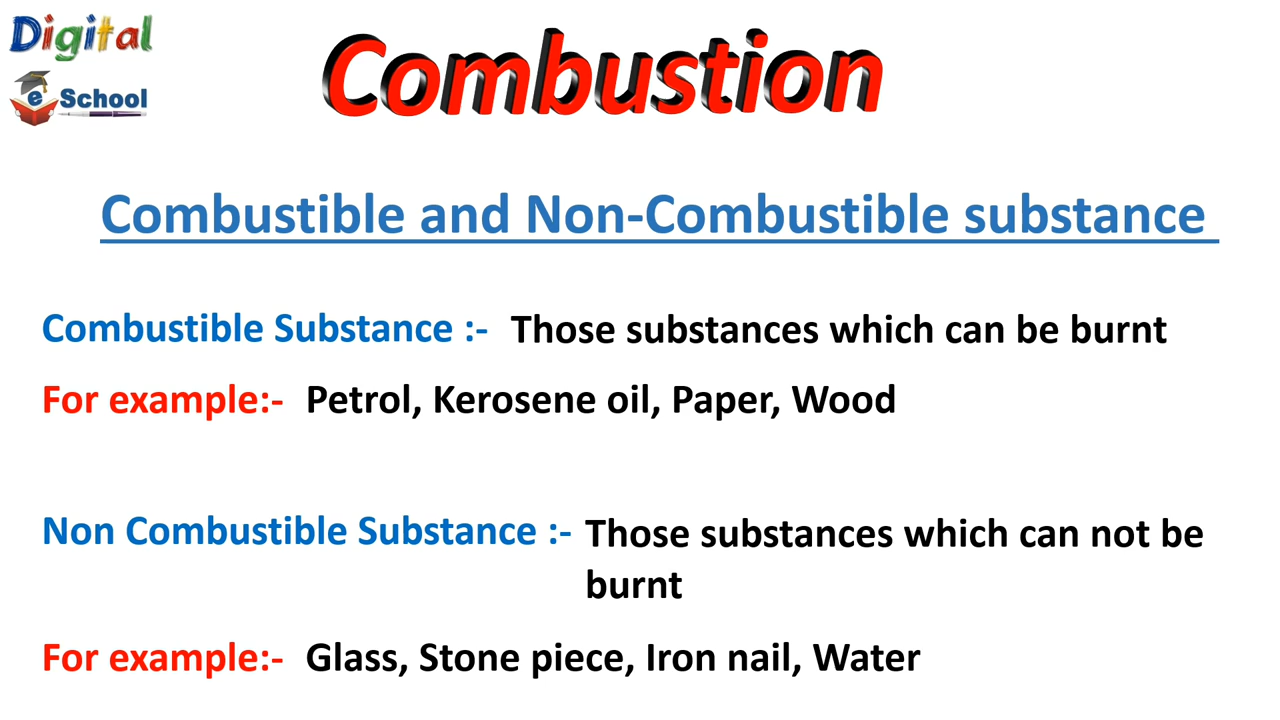 Digital
e School
Combustion
Combustible and Non-Combustible substance
Combustible Substance :- Those substances which can be burnt
For example:- Petrol, Kerosene oil, Paper, Wood
Non Combustible Substance :- Those substances which can not be
burnt
For example:- Glass, Stone piece, Iron nail, Water